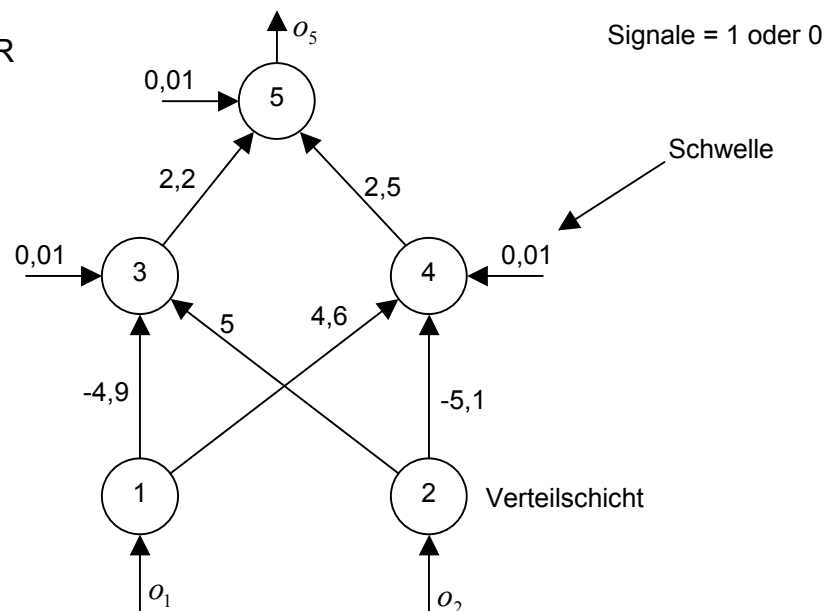 o5
Signale = 1 oder 0
R
0,01
5
Schwelle
2,2
2,5
0,01
3
4
0,01
5
4,6
-4,9
-5,1
1
2
Verteilschicht
o1
o2